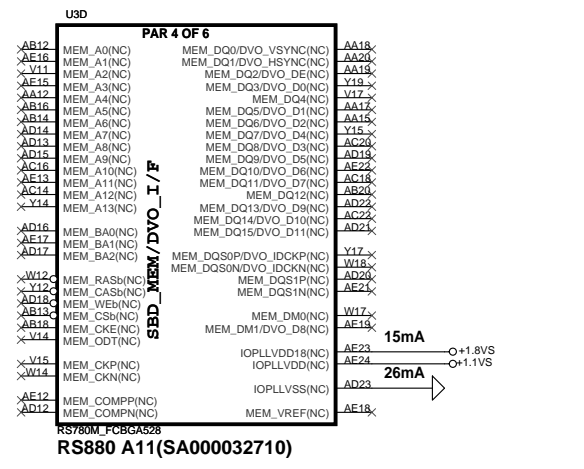 U3D
PAR 4 OF 6
AB12 MEM_A0(NC) MEM_DQ0/DVO_VSYNC(NC) AA18
AE16 MEM_A1(NC) MEM_DQ1/DVO_HSYNC(NC) AA20
V11 MEM_A2(NC) MEM_DQ2/DVO_DE(NC) AA19
AE15 MEM_A3(NC) MEM_DQ3/DVO_D0(NC) Y19
AA12 MEM_A4(NC) MEM_DQ4(NC) V17
AB16 MEM_A5(NC) MEM_DQ5/DVO_D1(NC) AA17
AB14 MEM_A6(NC) MEM_DQ6/DVO_D2(NC) AA15
AD14 MEM_A7(NC) MEM_DQ7/DVO_D4(NC) Y15
AD13 MEM_A8(NC) MEM_DQ8/DVO_D3(NC) AC20
AD15 MEM_A9(NC) MEM_DQ9/DVO_D5(NC) AD19
AC16 MEM_A10(NC) MEM_DQ10/DVO_D6(NC) AE22
AE13 MEM_A11(NC) MEM_DQ11/DVO_D7(NC) AC18
AC14 MEM_A12(NC) MEM_DQ12(NC) AB20
Y14 MEM_A13(NC) MEM_DQ13/DVO_D9(NC) AD22
MEM_DQ14/DVO_D10(NC) AC22
AD16 MEM_BA0(NC) MEM_DQ15/DVO_D11(NC) AD21
AE17 MEM_BA1(NC)
AD17 MEM_BA2(NC) MEM_DQS0P/DVO_IDCKP(NC) Y17
MEM_DQS0N/DVO_IDCKN(NC) W18
W12 MEM_RASb(NC) MEM_DQS1P(NC) AD20
Y12 MEM_CASb(NC) MEM_DQS1N(NC) AE21
AD18 MEM_WEb(NC)
AB13 MEM_CSb(NC) MEM_DM0(NC) W17
AB18 MEM_CKE(NC) MEM_DM1/DVO_D8(NC) AE19
V14 MEM_ODT(NC)
SBD_MEM/DVO_I/F
15mA
IOPLLVDD18(NC) AE23 +1.8VS
V15 MEM_CKP(NC) IOPLLVDD(NC) AE24 +1.1VS
W14 MEM_CKN(NC)
26mA
IOPLLVSS(NC) AD23
AE12 MEM_COMPP(NC)
AD12 MEM_COMPN(NC) MEM_VREF(NC) AE18
RS780M_FCBGA528
RS880 A11(SA000032710)